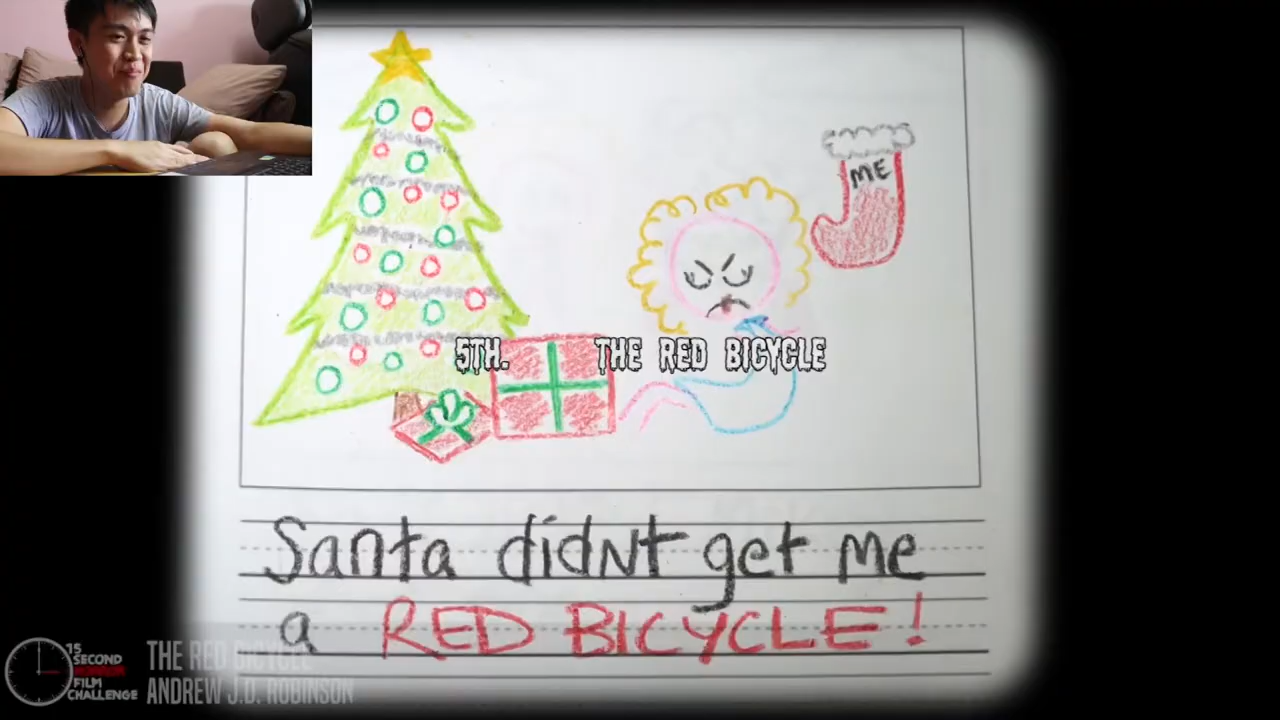 ME
5TH. THE RED BICYCLE
Santa didnt get me
a RED BICYCLE!
15
SECOND
HORROR
FILM
CHALLENGE
THE RED BICYCLE
ANDREW J.D. ROBINSON